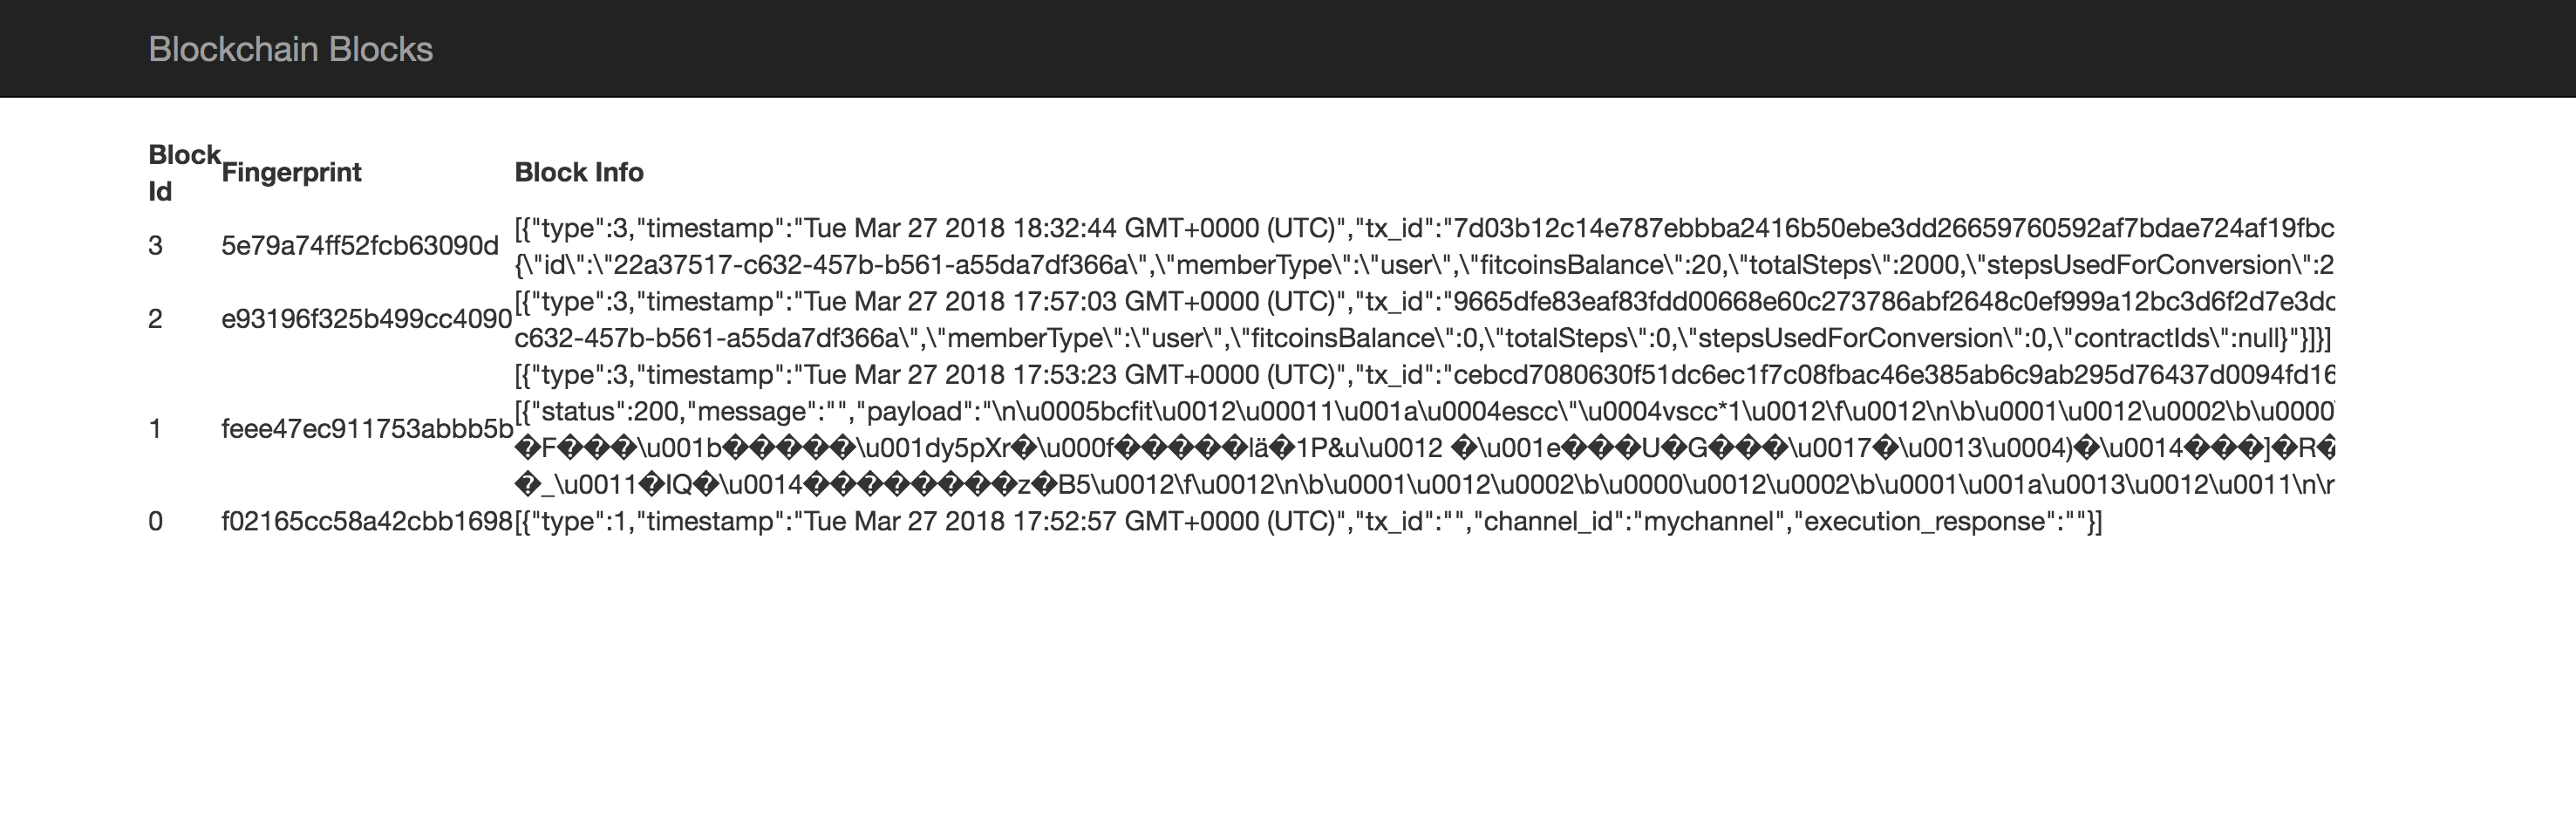 Blockchain Blocks
Block Id Fingerprint Block Info
3 5e79a74ff52fcb63090d [{"type":3,"timestamp":"Tue Mar 27 2018 18:32:44 GMT+0000 (UTC)","tx_id":"7d03b12c14e787ebbba2416b50ebe3dd26659760592af7bdae724af19fbc
{\"id\":\"22a37517-c632-457b-b561-a55da7df366a\",\"memberType\":\"user\",\"fitcoinsBalance\":20,\"totalSteps\":2000,\"stepsUsedForConversion\":2
2 e93196f325b499cc4090 [{"type":3,"timestamp":"Tue Mar 27 2018 17:57:03 GMT+0000 (UTC)","tx_id":"9665dfe83eaf83fdd00668e60c273786abf2648c0ef999a12bc3d6f2d7e3dc
c632-457b-b561-a55da7df366a\",\"memberType\":\"user\",\"fitcoinsBalance\":0,\"totalSteps\":0,\"stepsUsedForConversion\":0,\"contractIds\":null}"}]}]
[{"type":3,"timestamp":"Tue Mar 27 2018 17:53:23 GMT+0000 (UTC)","tx_id":"cebcd7080630f51dc6ec1f7c08fbac46e385ab6c9ab295d76437d0094fd16
1 feee47ec911753abbb5b [{"status":200,"message":"","payload":"\n\u0005bcfit\u0012\u00011\u001a\u0004escc\"\u0004vscc*1\u0012\f\u0012\n\b\u0001\u0012\u0002\b\u0000
�F���\u001b�����\u001dy5pXr�\u000f�����lä�1P&u\u0012 �\u001e���U�G���\u0017�\u0013\u0004)�\u0014���]�R�
�_\u0011�IQ�\u0014��������z�B5\u0012\f\u0012\n\b\u0001\u0012\u0002\b\u0000\u0012\u0002\b\u0001\u001a\u0013\u0012\u0011\n\r
0 f02165cc58a42cbb1698 [{"type":1,"timestamp":"Tue Mar 27 2018 17:52:57 GMT+0000 (UTC)","tx_id":"","channel_id":"mychannel","execution_response":""}]